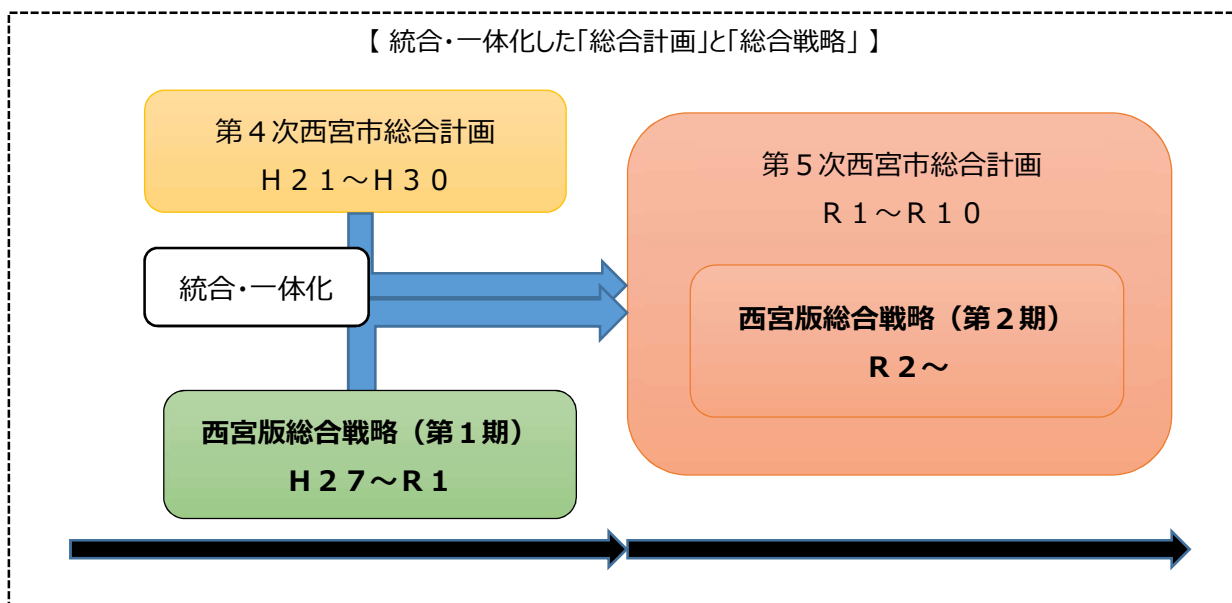 【 統合・一体化した「総合計画」と「総合戦略」 】
第４次西宮市総合計画
Ｈ２１～Ｈ３０
統合・一体化
西宮版総合戦略（第１期）
Ｈ２７～Ｒ１
第５次西宮市総合計画
Ｒ１～Ｒ１０
西宮版総合戦略（第２期）
Ｒ２～